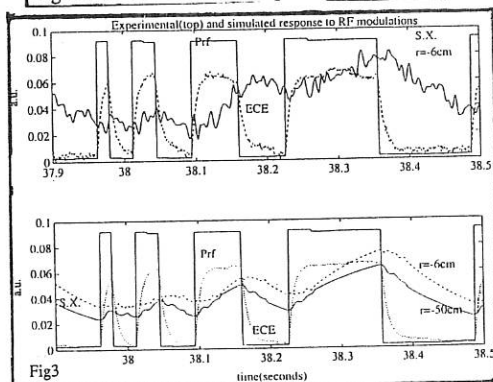 Experimental(top) and simulated response to RF modulations
0.1
0.08
0.06
0.04
0.02
0
a.u.
Prf
ECE
S.X.
r=-6cm
37.9
38
38.1
38.2
38.3
38.4
38.5
0.1
0.08
0.06
0.04
0.02
0
a.u.
S.X.
Prf
ECE
r=-6cm
r=-50cm
38
38.1
38.2
38.3
38.4
38.5
Fig3
time(seconds)